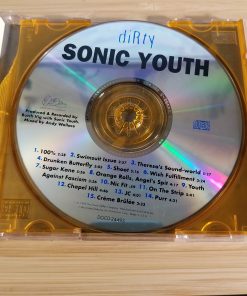 diRty
SONIC YOUTH
Produced & Recorded by
Butch Vig with Sonic Youth
Mixed by Andy Wallace
1. 100% 2. Swimsuit Issue 3. Theresa's Sound-world
4. Drunken Butterfly 5. Shoot 6. Wish Fulfillment
7. Sugar Kane 8. Orange Rolls, Angel's Spit 9. Youth
Against Fascism 10. Nic Fit 11. On The Strip
12. Chapel Hill 13. JC 14. Purr
15. Crème Brûlée
DGCD-24493